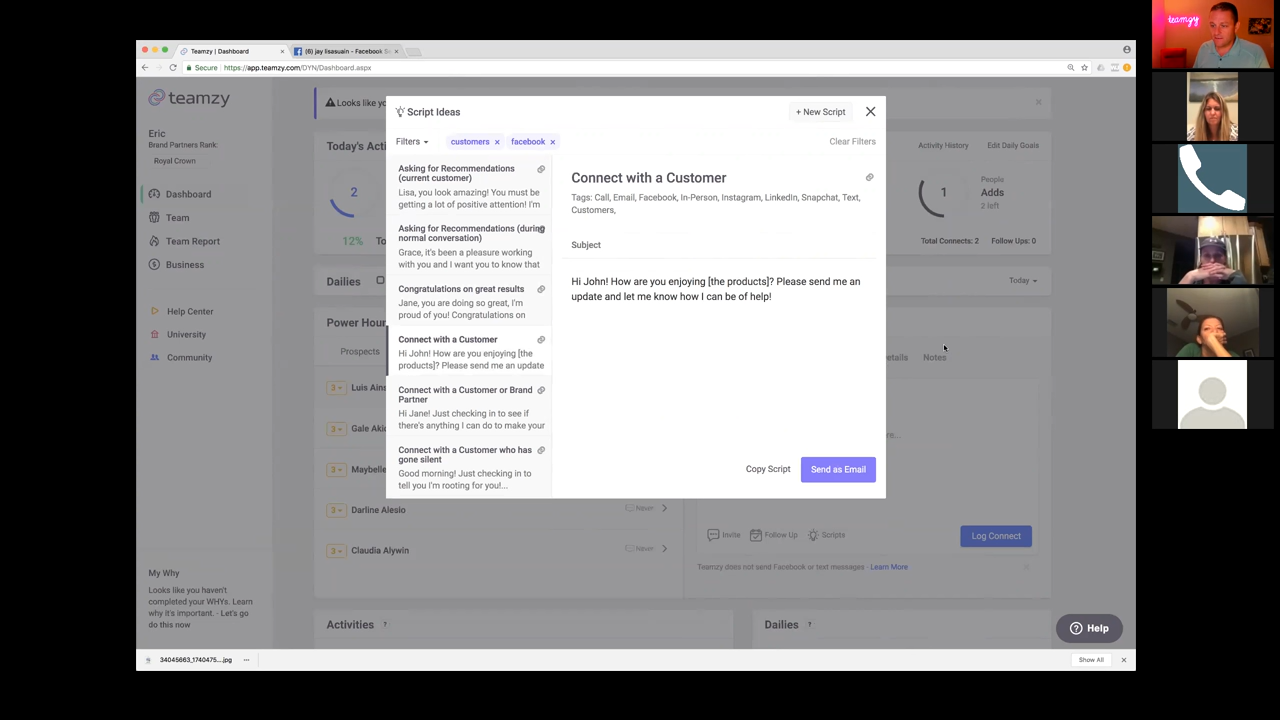 teamzy
Teamzy | Dashboard
(6) jay lisasuain - Facebook S
Secure
https://app.teamzy.com/DYN/Dashboard.aspx
teamzy
Looks like yo
Eric
Brand Partners Rank:
Royal Crown
Dashboard
Team
Team Report
Business
Help Center
University
Community
My Why
Looks like you haven't
completed your WHYs. Learn
why it's important. - Let's go
do this now
Today's Acti
2
12% To
Dailies
Power Hour
Prospects
3 Luis Ains
3 Gale Aki
3 Maybelle
3 Darline Alesio Never
3 Claudia Alywin Never
Activities ?
Script Ideas
+ New Script
Filters
customers ×
facebook ×
Clear Filters
Asking for Recommendations
(current customer)
Lisa, you look amazing! You must be
getting a lot of positive attention! I'm
Asking for Recommendations (during
normal conversation)
Grace, it's been a pleasure working
with you and I want you to know that
Congratulations on great results
Jane, you are doing so great, I'm
proud of you! Congratulations on
Connect with a Customer
Hi John! How are you enjoying [the
products]? Please send me an update
Connect with a Customer or Brand
Partner
Hi Jane! Just checking in to see if
there's anything I can do to make your
Connect with a Customer who has
gone silent
Good morning! Just checking in to
tell you I'm rooting for you!...
Connect with a Customer
Tags: Call, Email, Facebook, In-Person, Instagram, LinkedIn, Snapchat, Text,
Customers,
Subject
Hi John! How are you enjoying [the products]? Please send me an
update and let me know how I can be of help!
Copy Script
Send as Email
Activity History
Edit Daily Goals
1
People
Adds
2 left
Total Connects: 2
Follow Ups: 0
Today
Details
Notes
Invite
Follow Up
Scripts
Log Connect
Teamzy does not send Facebook or text messages - Learn More
Dailies ?
Help
34045663_1740475....jpg
Show All